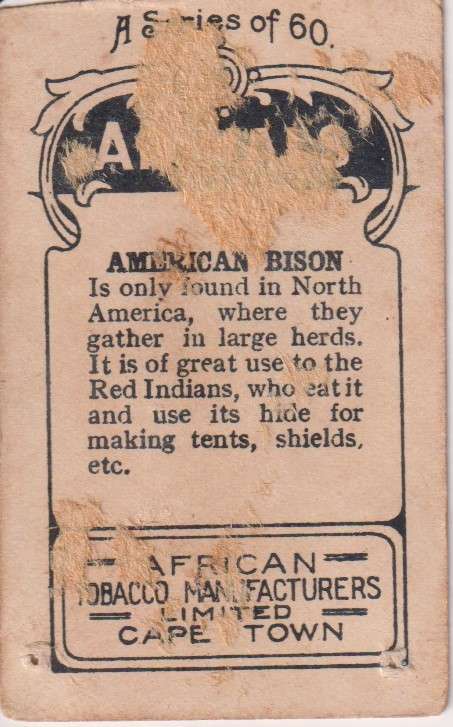 A Series of 60.
AMERICAN BISON
Is only found in North
America, where they
gather in large herds.
It is of great use to the
Red Indians, who eat it
and use its hide for
making tents, shields,
etc.
AFRICAN
TOBACCO MANUFACTURERS
LIMITED
CAPE TOWN